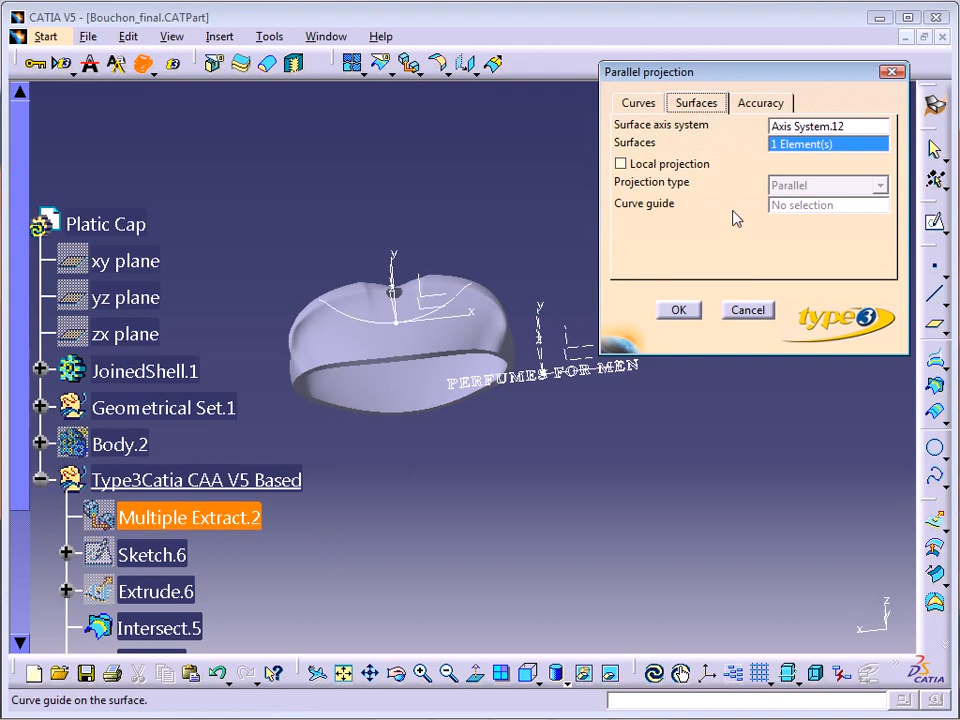 CATIA V5 - [Bouchon_final.CATPart]
Start File Edit View Insert Tools Window Help
Parallel projection
Curves Surfaces Accuracy
Surface axis system Axis System.12
Surfaces 1 Element(s)
Local projection
Projection type Parallel
Curve guide No selection
OK Cancel type3
Platic Cap
xy plane
yz plane
zx plane
JoinedShell.1
Geometrical Set.1
Body.2
Type3Catia CAA V5 Based
Multiple Extract.2
Sketch.6
Extrude.6
Intersect.5
y
x
y
PERFUMES FOR MEN
z
x
CATIA
Curve guide on the surface.